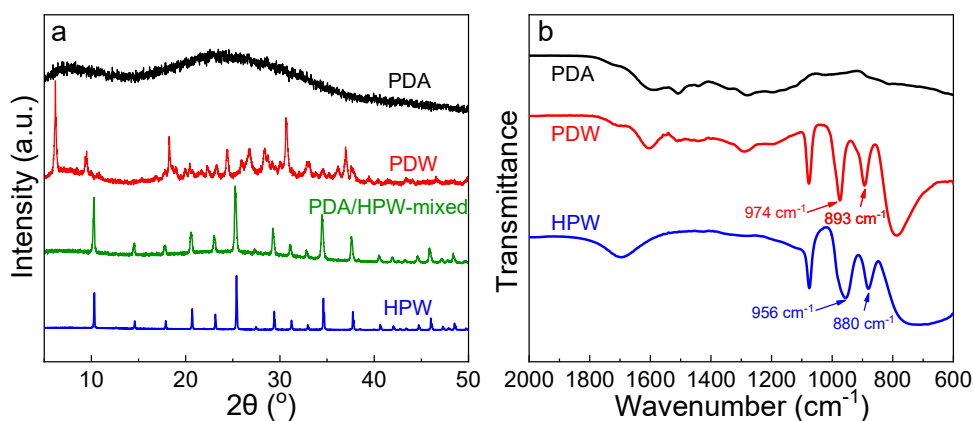 a
Intensity (a.u.)
PDA
PDW
PDA/HPW-mixed
HPW
10 20 30 40 50
2θ (°)
b
Transmittance
PDA
PDW
974 cm⁻¹
893 cm⁻¹
HPW
956 cm⁻¹
880 cm⁻¹
2000 1800 1600 1400 1200 1000 800 600
Wavenumber (cm⁻¹)